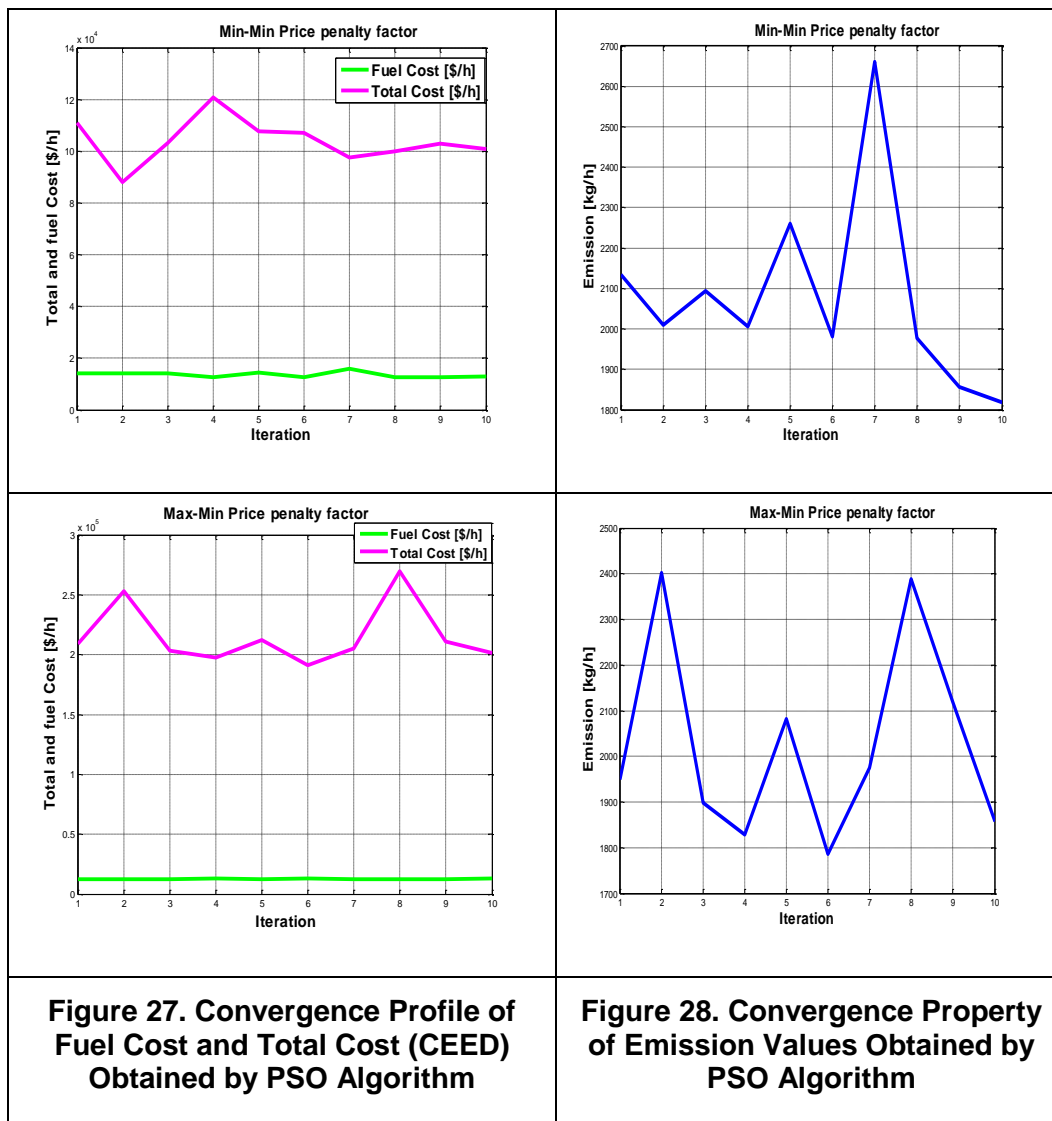 Min-Min Price penalty factor
x 10⁴
Fuel Cost [$/h]
Total Cost [$/h]
Total and fuel Cost [$/h]
14
12
10
8
6
4
2
0
1 2 3 4 5 6 7 8 9 10
Iteration
Min-Min Price penalty factor
Emission [kg/h]
2700
2600
2500
2400
2300
2200
2100
2000
1900
1800
1 2 3 4 5 6 7 8 9 10
Iteration
Max-Min Price penalty factor
x 10⁵
Fuel Cost [$/h]
Total Cost [$/h]
Total and fuel Cost [$/h]
3
2.5
2
1.5
1
0.5
0
1 2 3 4 5 6 7 8 9 10
Iteration
Max-Min Price penalty factor
Emission [kg/h]
2500
2400
2300
2200
2100
2000
1900
1800
1700
1 2 3 4 5 6 7 8 9 10
Iteration
Figure 27. Convergence Profile of
Fuel Cost and Total Cost (CEED)
Obtained by PSO Algorithm
Figure 28. Convergence Property
of Emission Values Obtained by
PSO Algorithm